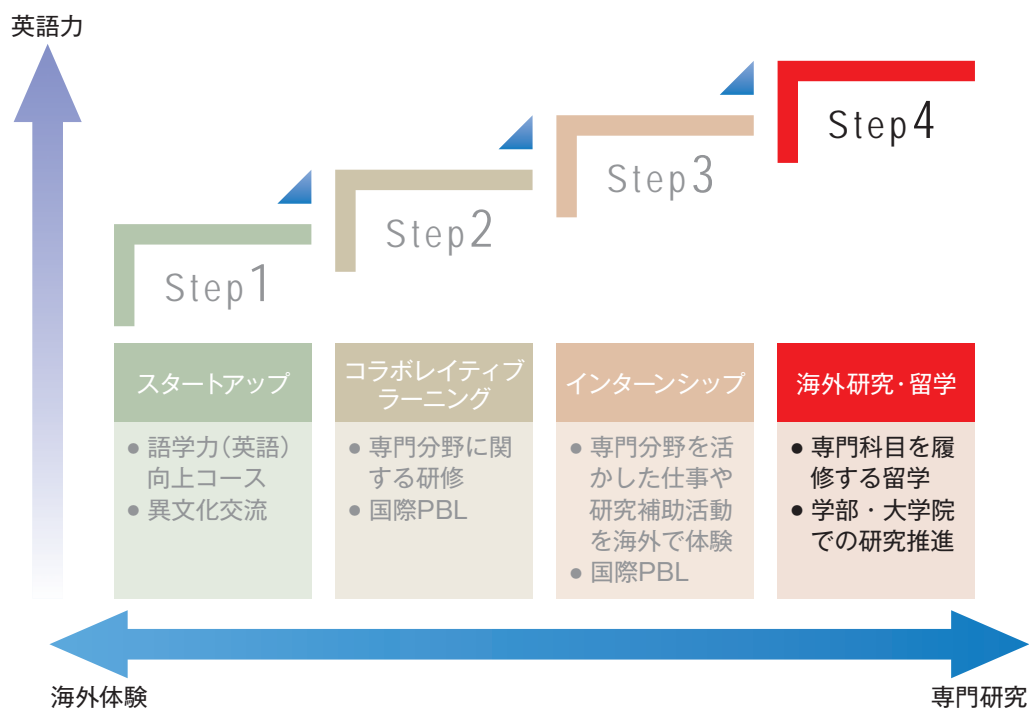 英語力
Step1
Step2
Step3
Step4
スタートアップ
● 語学力（英語）
向上コース
● 異文化交流
コラボレイティブ
ラーニング
● 専門分野に関
する研修
● 国際PBL
インターンシップ
● 専門分野を活
かした仕事や
研究補助活動
を海外で体験
● 国際PBL
海外研究・留学
● 専門科目を履
修する留学
● 学部・大学院
での研究推進
海外体験
専門研究